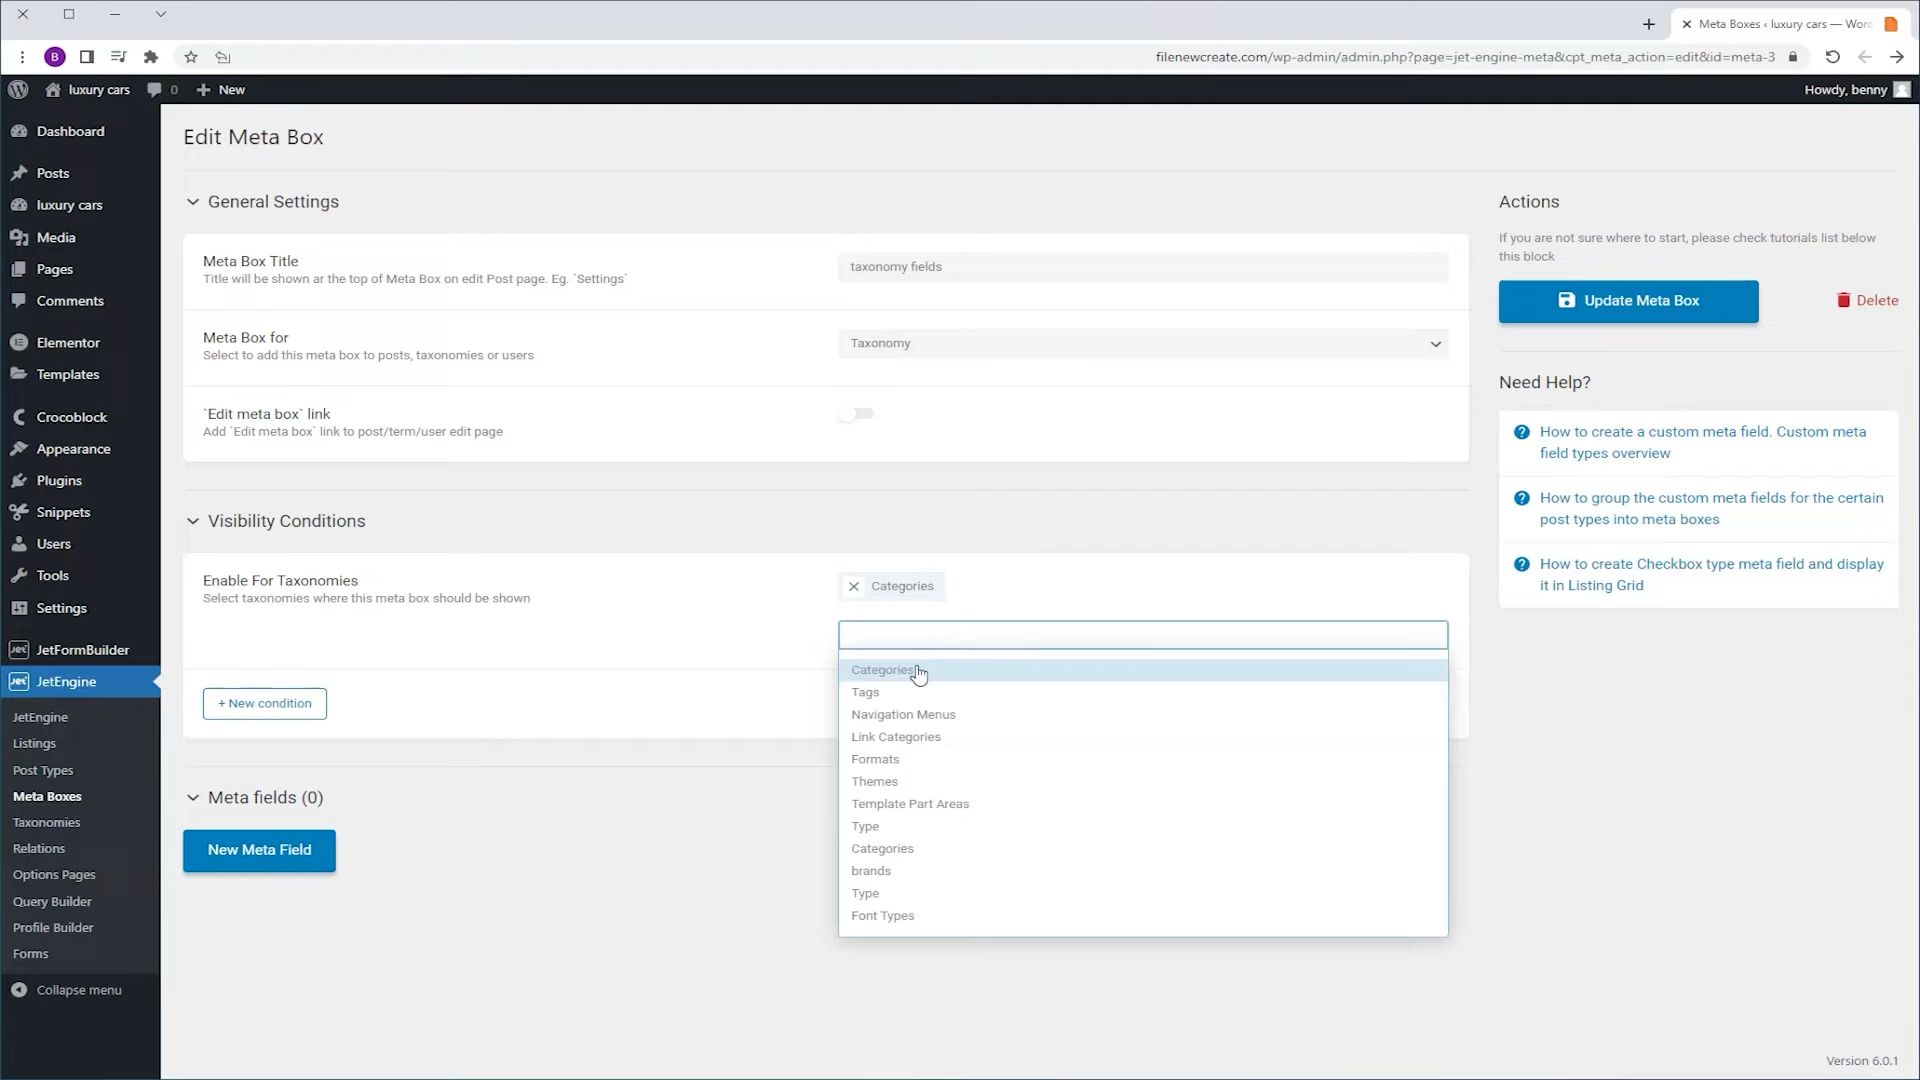 Meta Boxes ‹ luxury cars — Word
B
filenewcreate.com/wp-admin/admin.php?page=jet-engine-meta&cpt_meta_action=edit&id=meta-3
luxury cars
0
+ New
Howdy, benny
Dashboard
Posts
luxury cars
Media
Pages
Comments
Elementor
Templates
Crocoblock
Appearance
Plugins
Snippets
Users
Tools
Settings
JetFormBuilder
JetEngine
JetEngine
Listings
Post Types
Meta Boxes
Taxonomies
Relations
Options Pages
Query Builder
Profile Builder
Forms
Collapse menu
Edit Meta Box
General Settings
Meta Box Title
Title will be shown ar the top of Meta Box on edit Post page. Eg. `Settings`
taxonomy fields
Meta Box for
Select to add this meta box to posts, taxonomies or users
Taxonomy
`Edit meta box` link
Add `Edit meta box` link to post/term/user edit page
Visibility Conditions
Enable For Taxonomies
Select taxonomies where this meta box should be shown
Categories
Categories
Tags
Navigation Menus
Link Categories
Formats
Themes
Template Part Areas
Type
Categories
brands
Type
Font Types
+ New condition
Meta fields (0)
New Meta Field
Actions
If you are not sure where to start, please check tutorials list below
this block
Update Meta Box
Delete
Need Help?
How to create a custom meta field. Custom meta
field types overview
How to group the custom meta fields for the certain
post types into meta boxes
How to create Checkbox type meta field and display
it in Listing Grid
Version 6.0.1